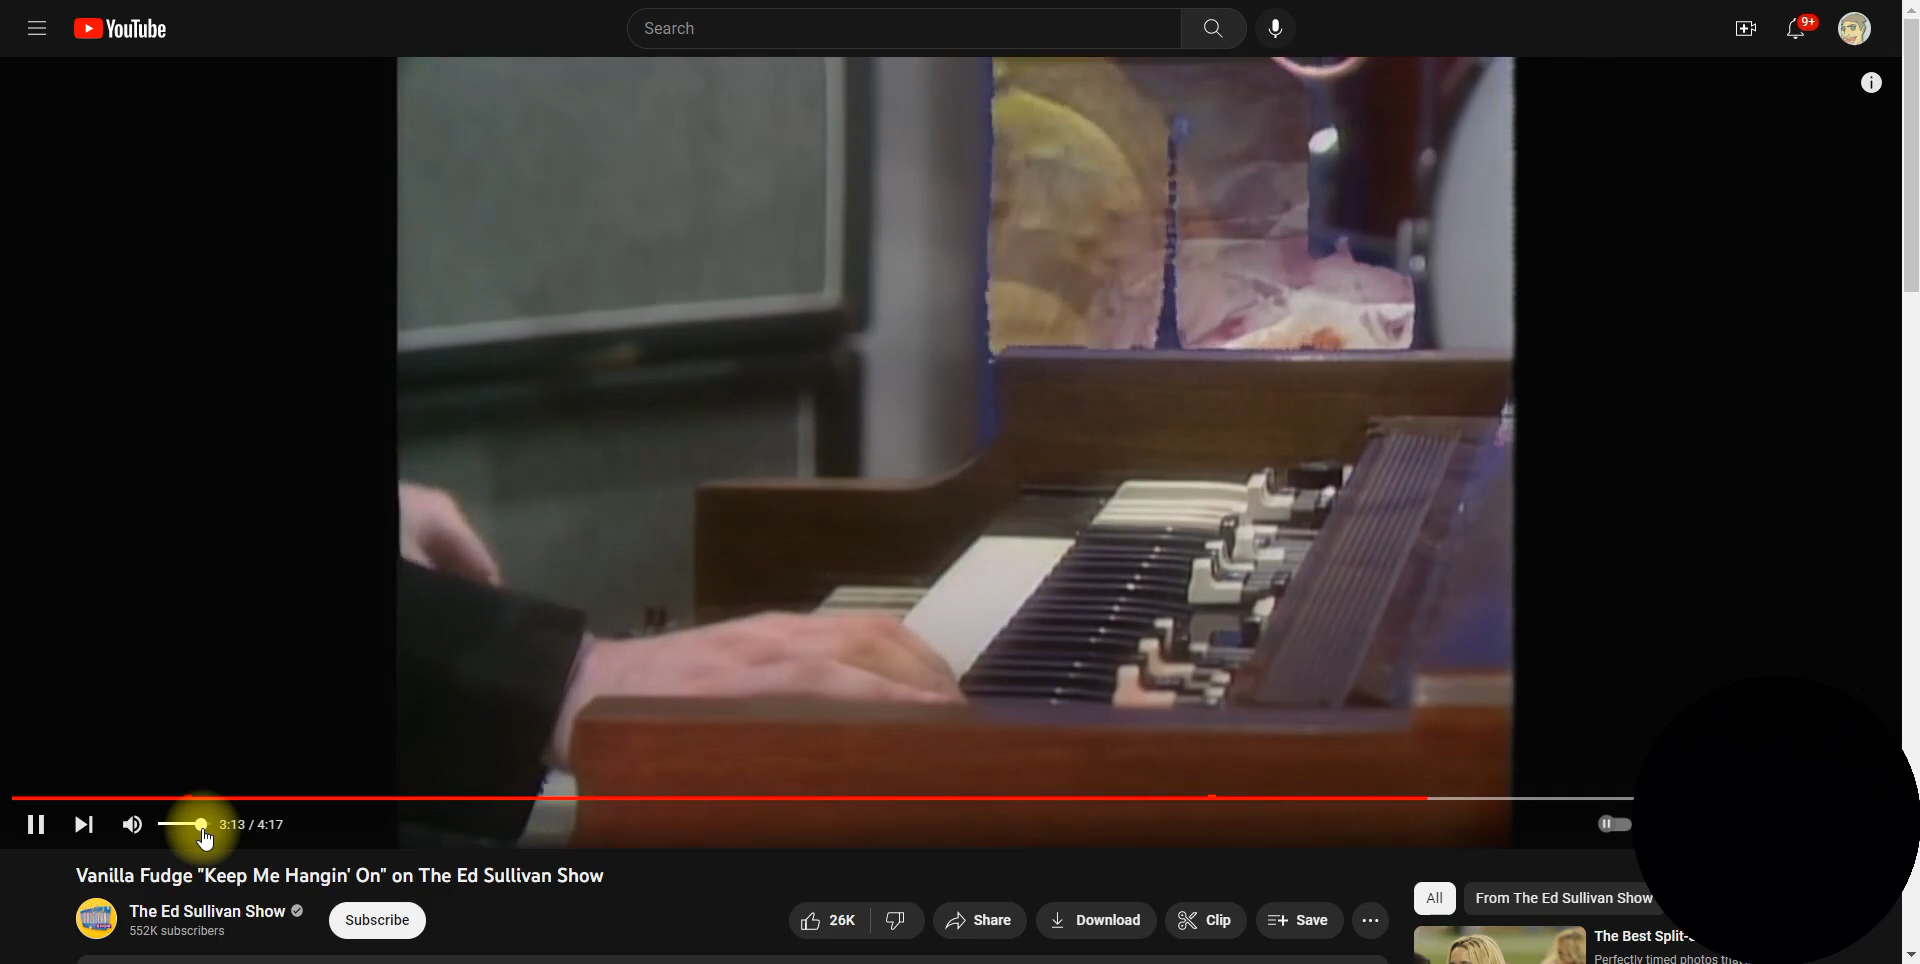 YouTube
Search
9+
3:13 / 4:17
Vanilla Fudge "Keep Me Hangin' On" on The Ed Sullivan Show
The Ed Sullivan Show
552K subscribers
Subscribe
26K
Share
Download
Clip
Save
All
From The Ed Sullivan Show
The Best Split-
Perfectly timed photos